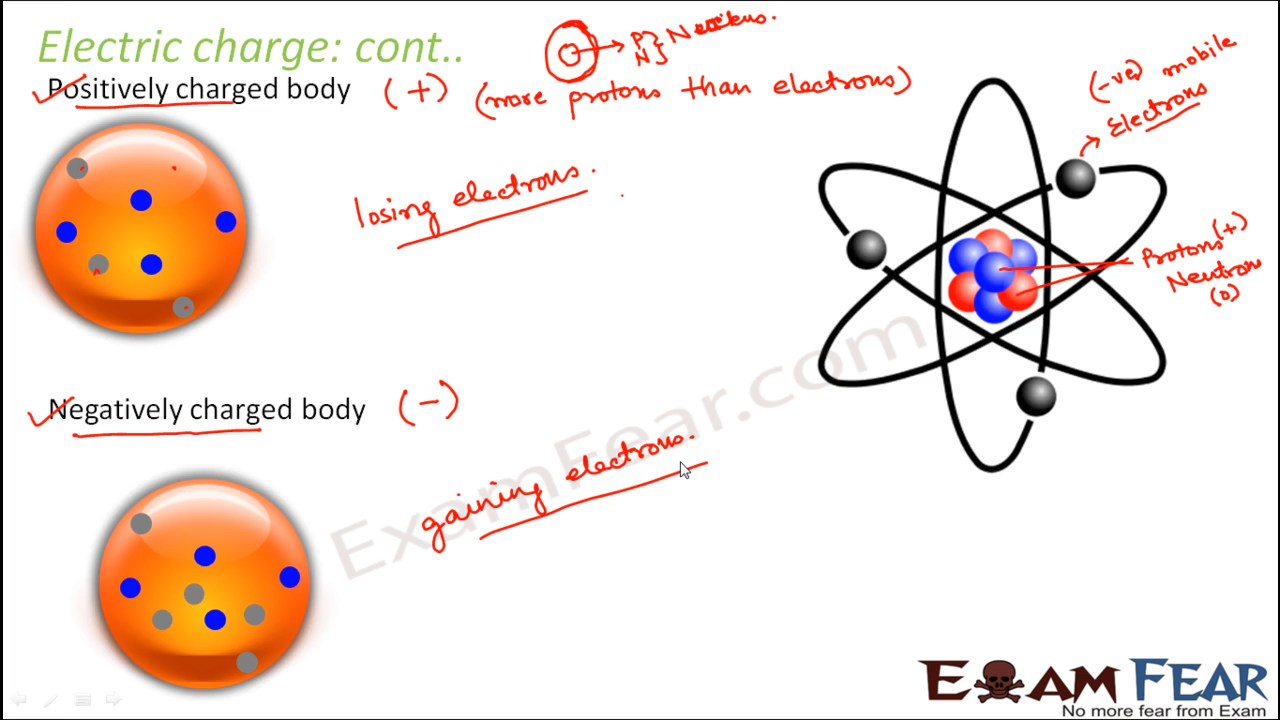 Electric charge: cont..
P} Nucleus.
N}
Positively charged body (+) (more protons than electrons)
losing electrons.
(-ve) mobile
Electrons
Protons (+)
Neutron
(0)
Negatively charged body (-)
gaining electrons.
ExamFear.com
EXAM FEAR
No more fear from Exam